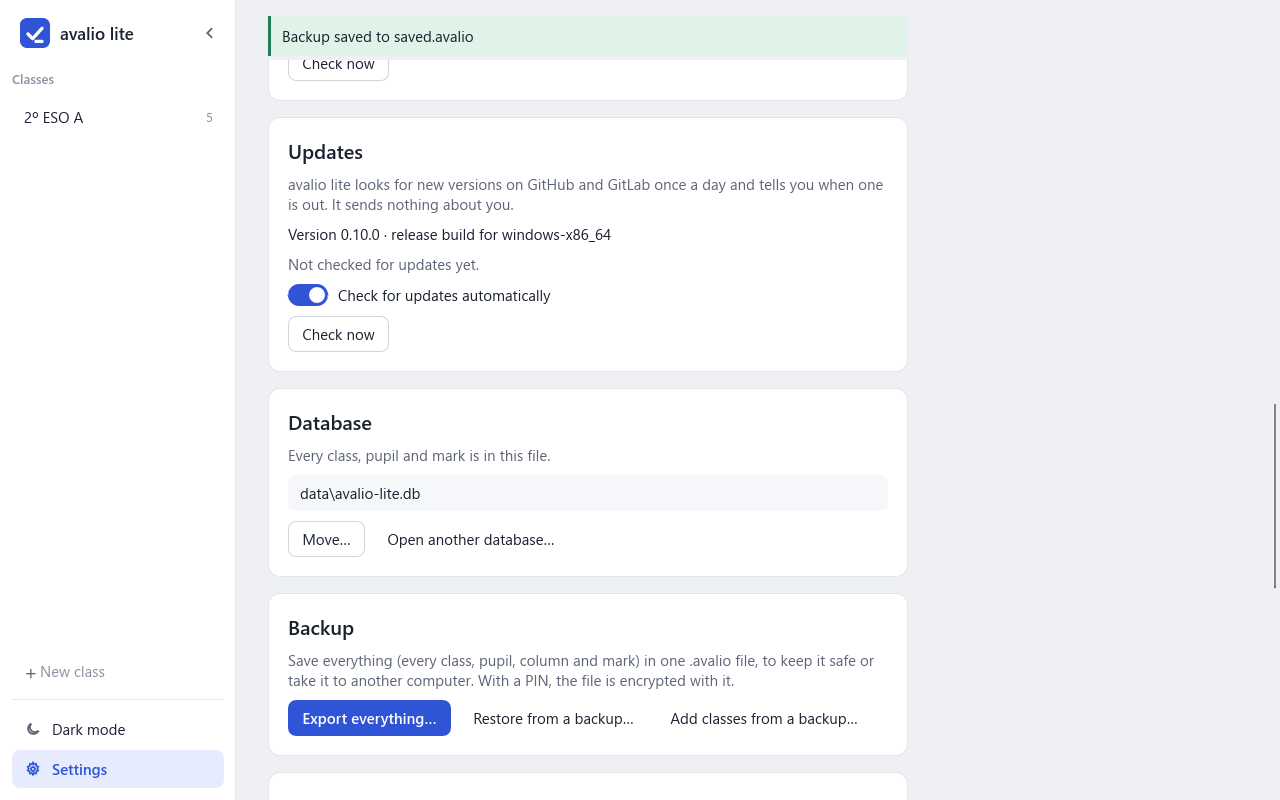 avalio lite
Classes
2º ESO A 5
+ New class
Dark mode
Settings
Backup saved to saved.avalio
Check now
Updates
avalio lite looks for new versions on GitHub and GitLab once a day and tells you when one
is out. It sends nothing about you.
Version 0.10.0 · release build for windows-x86_64
Not checked for updates yet.
Check for updates automatically
Check now
Database
Every class, pupil and mark is in this file.
data\avalio-lite.db
Move... Open another database...
Backup
Save everything (every class, pupil, column and mark) in one .avalio file, to keep it safe or
take it to another computer. With a PIN, the file is encrypted with it.
Export everything... Restore from a backup... Add classes from a backup...